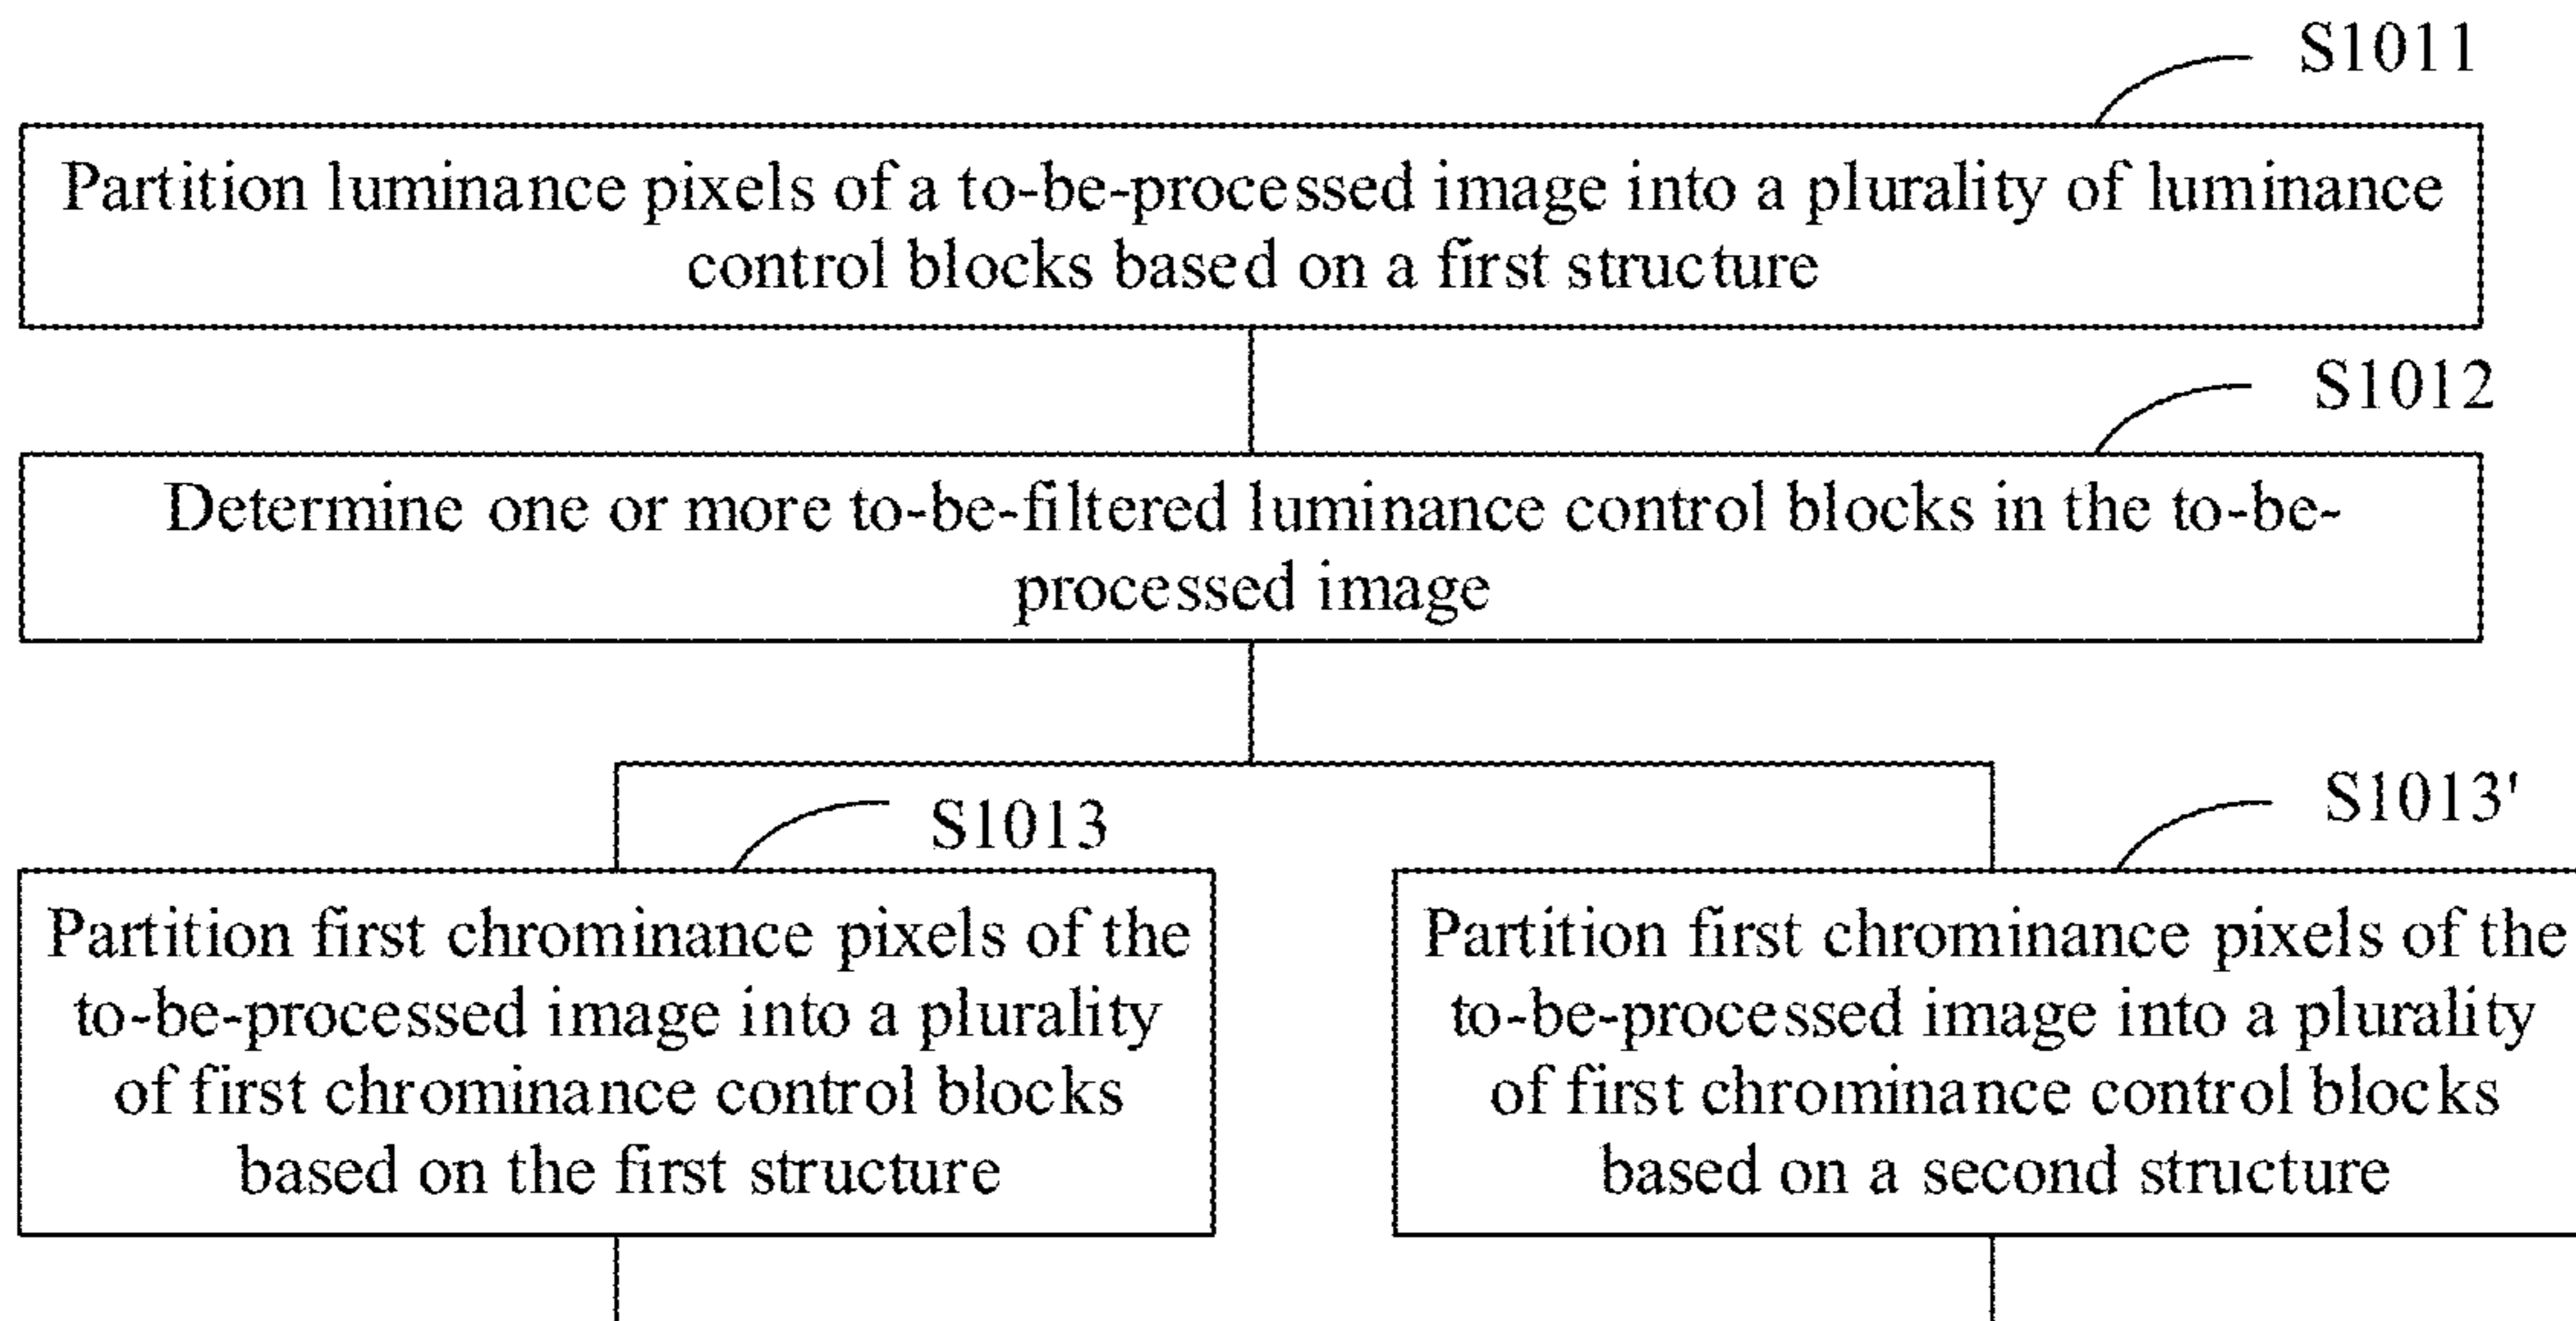 S1011
Partition luminance pixels of a to-be-processed image into a plurality of luminance
control blocks based on a first structure
S1012
Determine one or more to-be-filtered luminance control blocks in the to-be-
processed image
S1013
Partition first chrominance pixels of the
to-be-processed image into a plurality
of first chrominance control blocks
based on the first structure
S1013'
Partition first chrominance pixels of the
to-be-processed image into a plurality
of first chrominance control blocks
based on a second structure